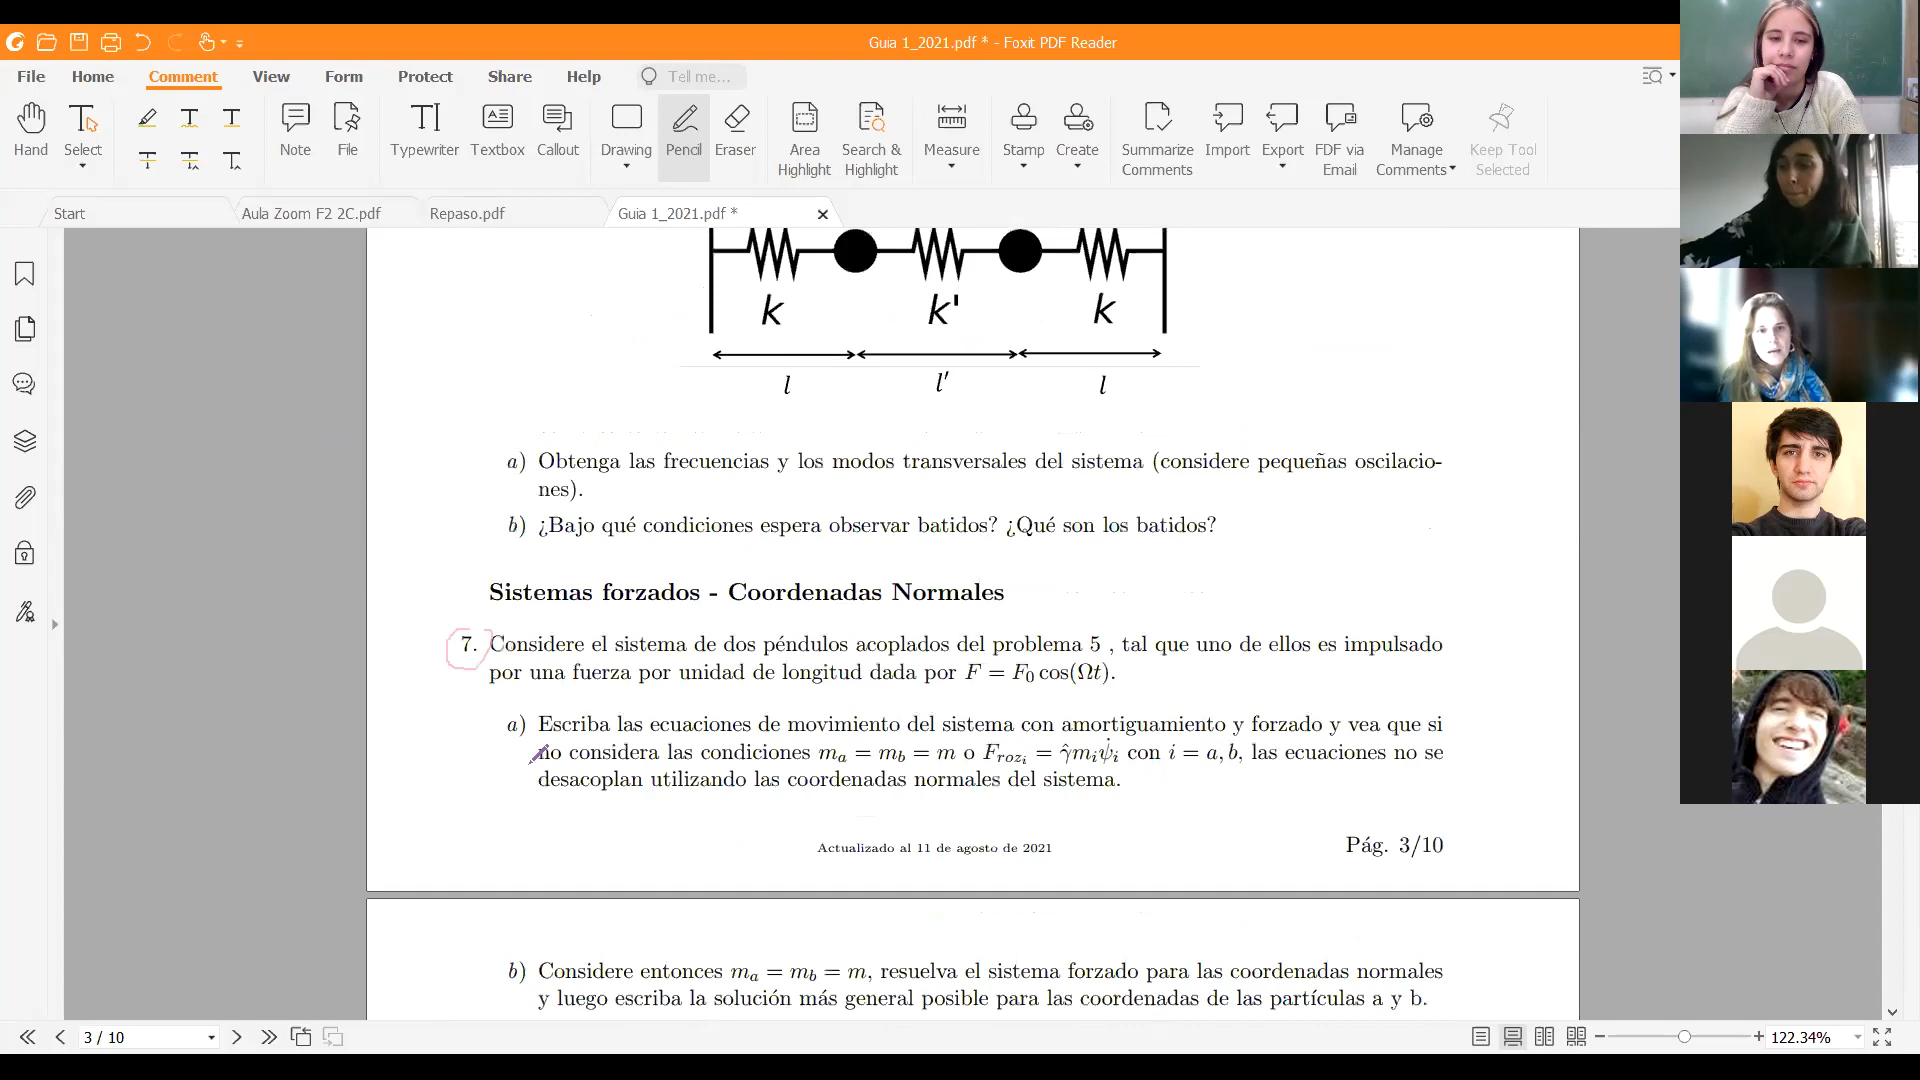 Guia 1_2021.pdf * - Foxit PDF Reader
File Home Comment View Form Protect Share Help Tell me...
Hand Select Note File Typewriter Textbox Callout Drawing Pencil Eraser Area Highlight Search & Highlight Measure Stamp Create Summarize Comments Import Export FDF via Email Manage Comments Keep Tool Selected
Start Aula Zoom F2 2C.pdf Repaso.pdf Guia 1_2021.pdf *
k k' k
l l′ l
a) Obtenga las frecuencias y los modos transversales del sistema (considere pequeñas oscilacio-
nes).
b) ¿Bajo qué condiciones espera observar batidos? ¿Qué son los batidos?
Sistemas forzados - Coordenadas Normales
7. Considere el sistema de dos péndulos acoplados del problema 5 , tal que uno de ellos es impulsado
por una fuerza por unidad de longitud dada por F = F₀ cos(Ωt).
a) Escriba las ecuaciones de movimiento del sistema con amortiguamiento y forzado y vea que si
no considera las condiciones mₐ = m_b = m o F_{roz_i} = γ̂m_iψ̇_i con i = a, b, las ecuaciones no se
desacoplan utilizando las coordenadas normales del sistema.
Actualizado al 11 de agosto de 2021 Pág. 3/10
b) Considere entonces mₐ = m_b = m, resuelva el sistema forzado para las coordenadas normales
y luego escriba la solución más general posible para las coordenadas de las partículas a y b.
3 / 10 122.34%